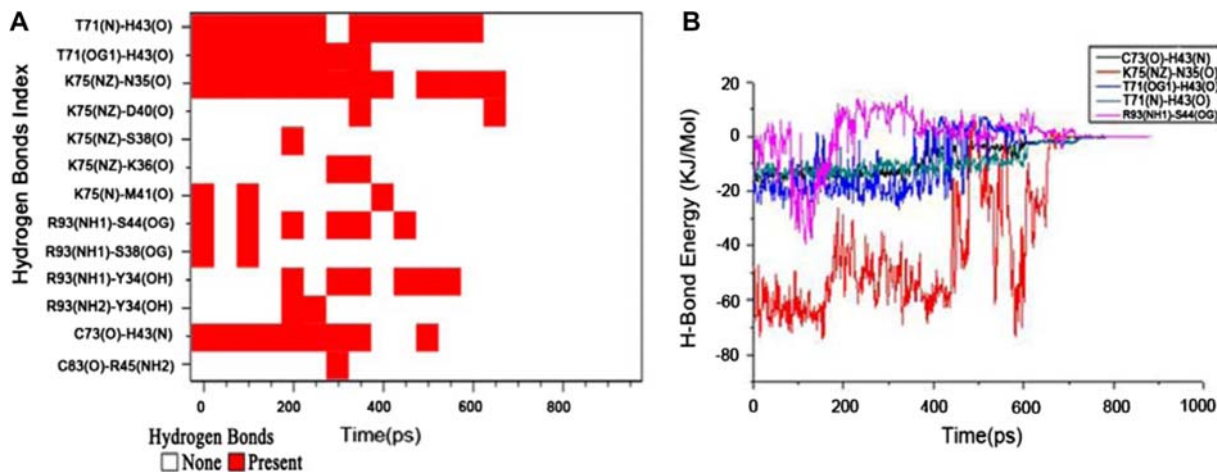 A
Hydrogen Bonds Index
T71(N)-H43(O)
T71(OG1)-H43(O)
K75(NZ)-N35(O)
K75(NZ)-D40(O)
K75(NZ)-S38(O)
K75(NZ)-K36(O)
K75(N)-M41(O)
R93(NH1)-S44(OG)
R93(NH1)-S38(OG)
R93(NH1)-Y34(OH)
R93(NH2)-Y34(OH)
C73(O)-H43(N)
C83(O)-R45(NH2)
0 200 400 600 800
Time(ps)
Hydrogen Bonds
None Present
B
H-Bond Energy (KJ/Mol)
20
0
-20
-40
-60
-80
C73(O)-H43(N)
K75(NZ)-N35(O)
T71(OG1)-H43(O)
T71(N)-H43(O)
R93(NH1)-S44(OG)
0 200 400 600 800 1000
Time(ps)